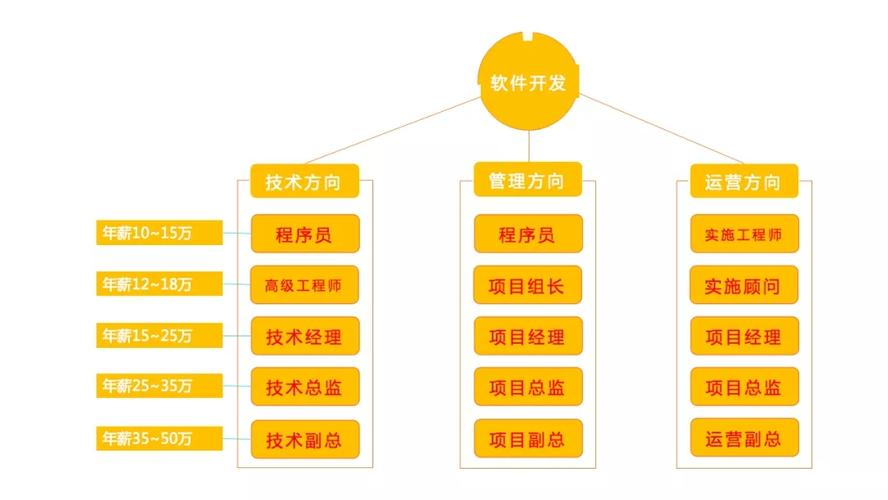 软件开发
技术方向
管理方向
运营方向
年薪10~15万
程序员
程序员
实施工程师
年薪12~18万
高级工程师
项目组长
实施顾问
年薪15~25万
技术经理
项目经理
项目经理
年薪25~35万
技术总监
项目总监
项目总监
年薪35~50万
技术副总
项目副总
运营副总